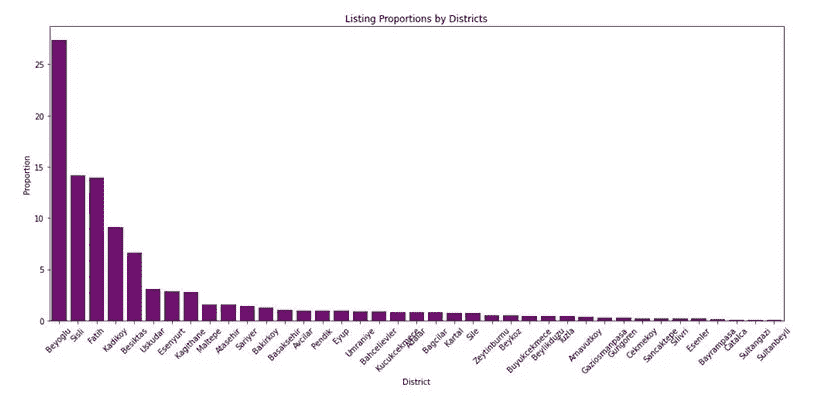 Listing Proportions by Districts
25
20
15
10
5
0
Proportion
Beyoglu
Sisli
Fatih
Kadikoy
Besiktas
Uskudar
Esenyurt
Kagithane
Maltepe
Atasehir
Sariyer
Bakirkoy
Basaksehir
Avcilar
Pendik
Eyup
Umraniye
Bahcelievler
Kucukcekmece
Adalar
Bagcilar
Kartal
Sile
Zeytinburnu
Beykoz
Buyukcekmece
Beylikduzu
Tuzla
Arnavutkoy
Gaziosmanpasa
Gungoren
Cekmekoy
Sancaktepe
Silivri
Esenler
Bayrampasa
Catalca
Sultangazi
Sultanbeyli
District